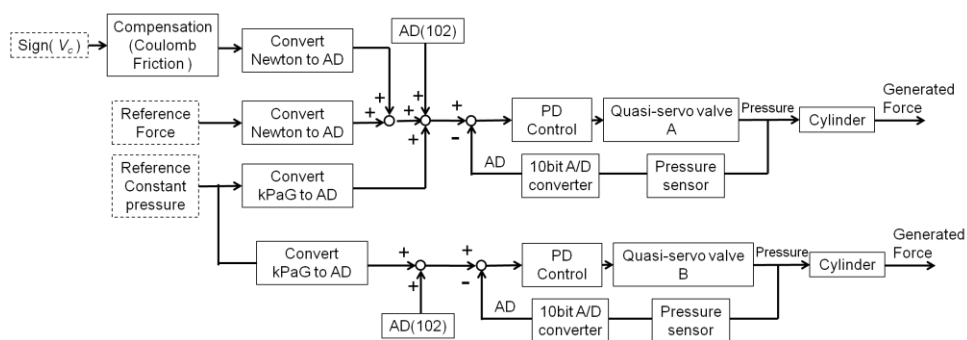 Sign( Vc )
Compensation
(Coulomb
Friction )
Convert
Newton to AD
AD(102)
+
+
Reference
Force
Convert
Newton to AD
+
+
+
+
-
PD
Control
Quasi-servo valve
A
Pressure
Cylinder
Generated
Force
Reference
Constant
pressure
Convert
kPaG to AD
+
AD
10bit A/D
converter
Pressure
sensor
Convert
kPaG to AD
+
+
+
-
PD
Control
Quasi-servo valve
B
Pressure
Cylinder
Generated
Force
AD(102)
AD
10bit A/D
converter
Pressure
sensor